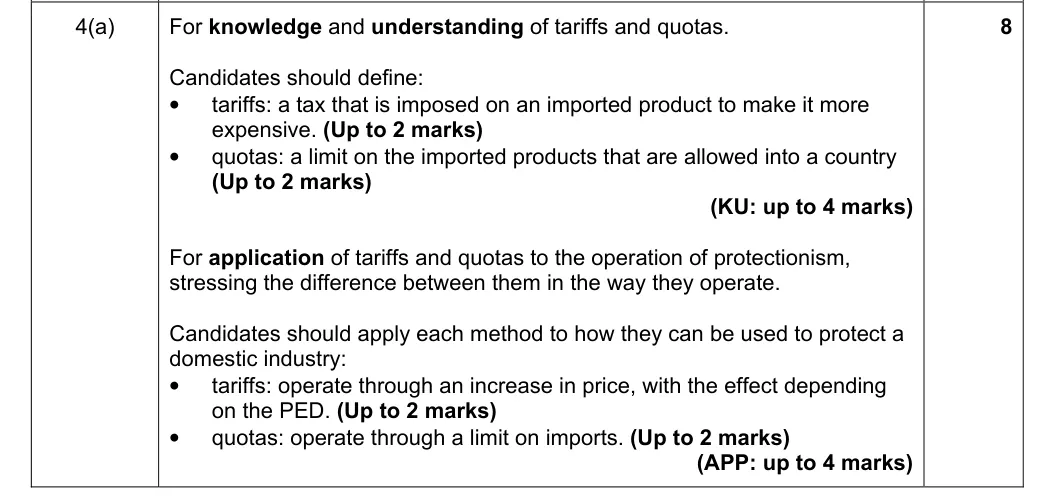 4(a)
For knowledge and understanding of tariffs and quotas.
8
Candidates should define:
• tariffs: a tax that is imposed on an imported product to make it more
expensive. (Up to 2 marks)
• quotas: a limit on the imported products that are allowed into a country
(Up to 2 marks)
(KU: up to 4 marks)
For application of tariffs and quotas to the operation of protectionism,
stressing the difference between them in the way they operate.
Candidates should apply each method to how they can be used to protect a
domestic industry:
• tariffs: operate through an increase in price, with the effect depending
on the PED. (Up to 2 marks)
• quotas: operate through a limit on imports. (Up to 2 marks)
(APP: up to 4 marks)